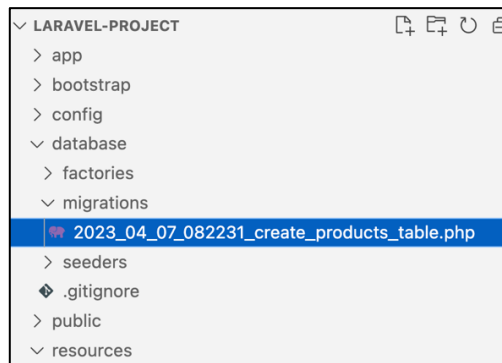 LARAVEL-PROJECT
app
bootstrap
config
database
factories
migrations
2023_04_07_082231_create_products_table.php
seeders
.gitignore
public
resources